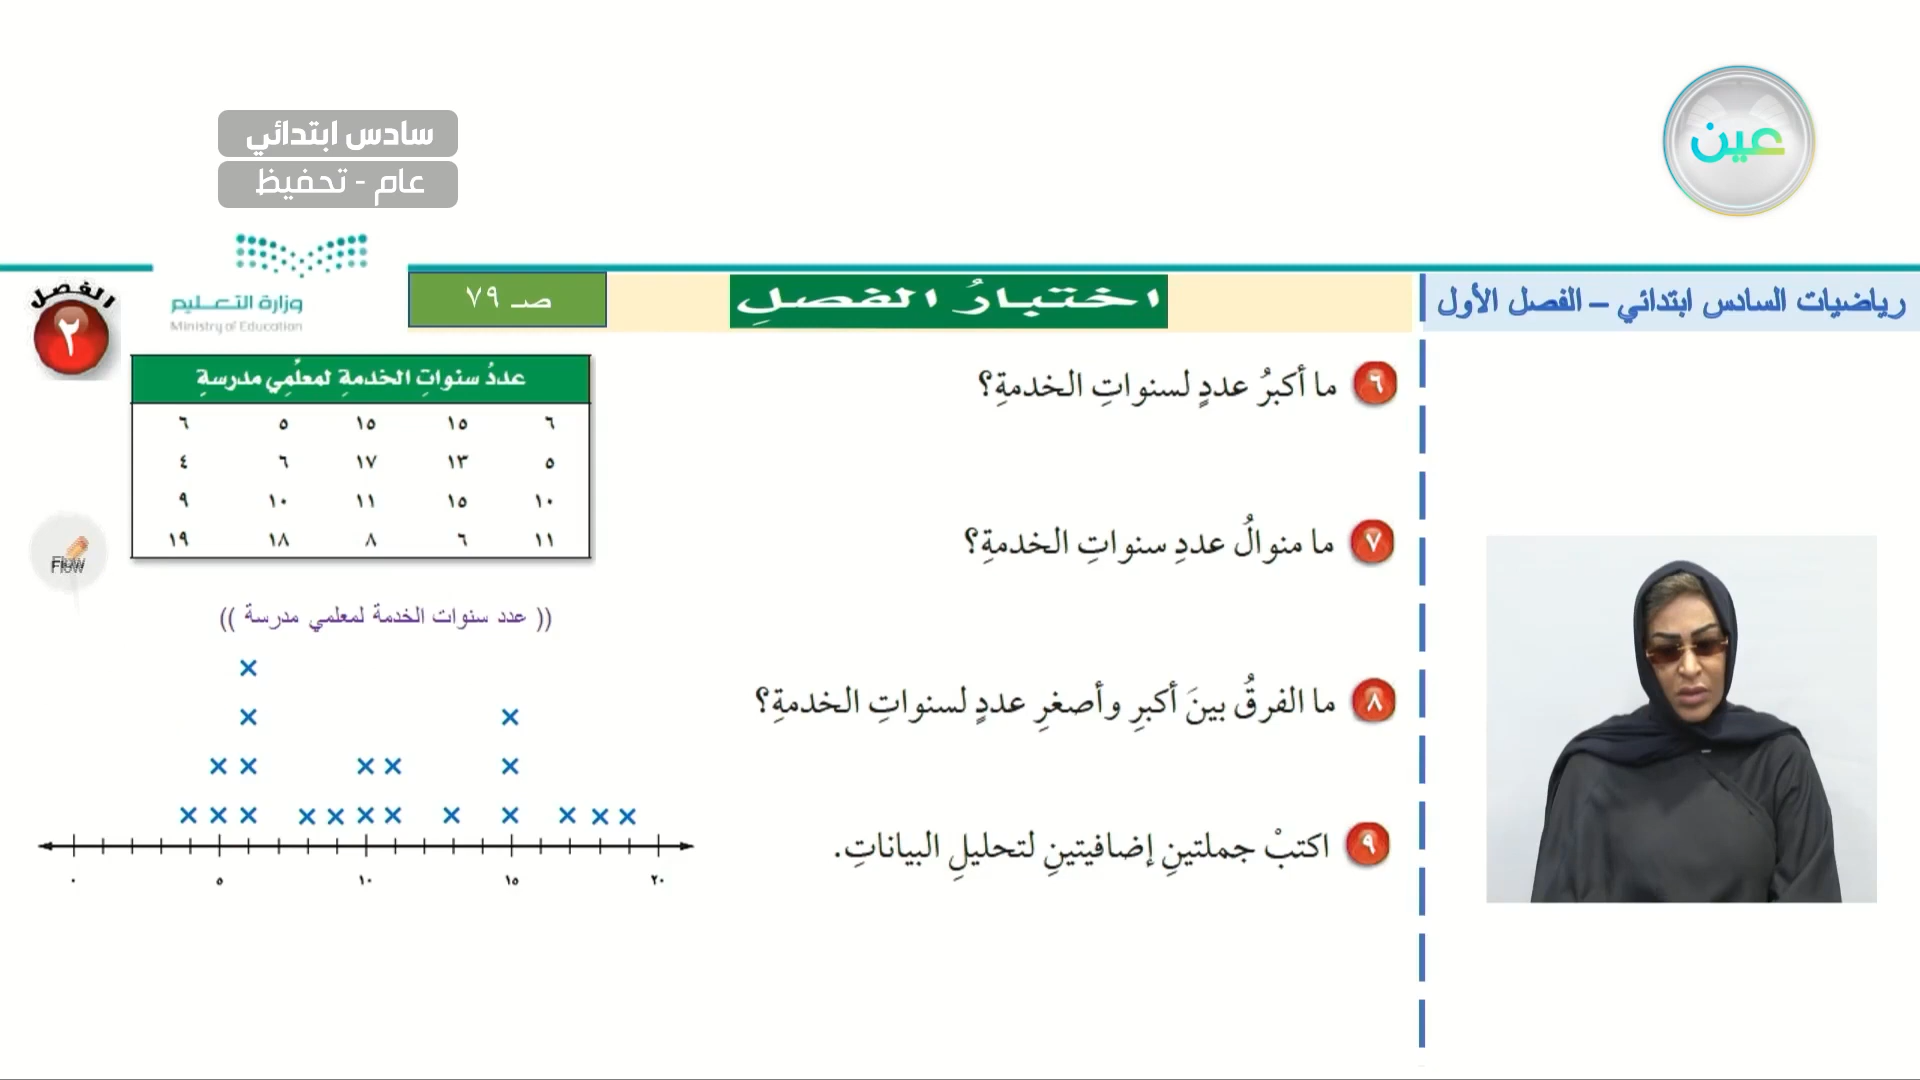 سادس ابتدائي
عام - تحفيظ
عين
وزارة التعليم
Ministry of Education
رياضيات السادس ابتدائي – الفصل الأول
اختبارُ الفصلِ
صـ ٧٩
الفصل
٢
٦ ما أكبرُ عددٍ لسنواتِ الخدمةِ؟
٧ ما منوالُ عددِ سنواتِ الخدمةِ؟
٨ ما الفرقُ بينَ أكبرِ وأصغرِ عددٍ لسنواتِ الخدمةِ؟
٩ اكتبْ جملتينِ إضافيتينِ لتحليلِ البياناتِ.
عددُ سنواتِ الخدمةِ لمعلِّمِي مدرسةِ
٦ ١٥ ١٥ ٥ ٦
٥ ١٣ ١٧ ٦ ٤
١٠ ١٥ ١١ ١٠ ٩
١١ ٦ ٨ ١٨ ١٩
Flow
(( عدد سنوات الخدمة لمعلمي مدرسة ))
٠ ٥ ١٠ ١٥ ٢٠